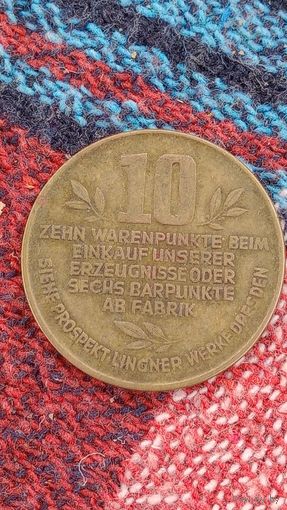 10
ZEHN WARENPUNKTE BEIM
EINKAUF UNSERER
ERZEUGNISSE ODER
SECHS BARPUNKTE
AB FABRIK
SIEHE PROSPEKT LINGNER WERKE DRESDEN